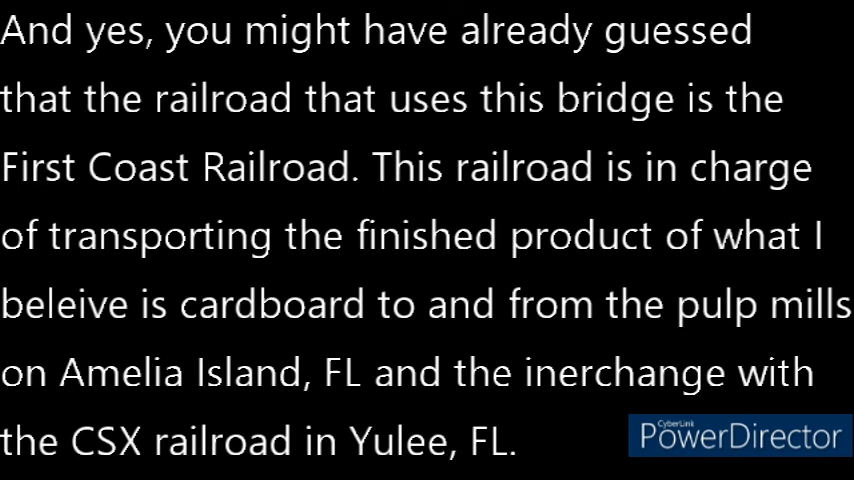 And yes, you might have already guessed
that the railroad that uses this bridge is the
First Coast Railroad. This railroad is in charge
of transporting the finished product of what I
beleive is cardboard to and from the pulp mills
on Amelia Island, FL and the inerchange with
the CSX railroad in Yulee, FL.
CyberLink
PowerDirector